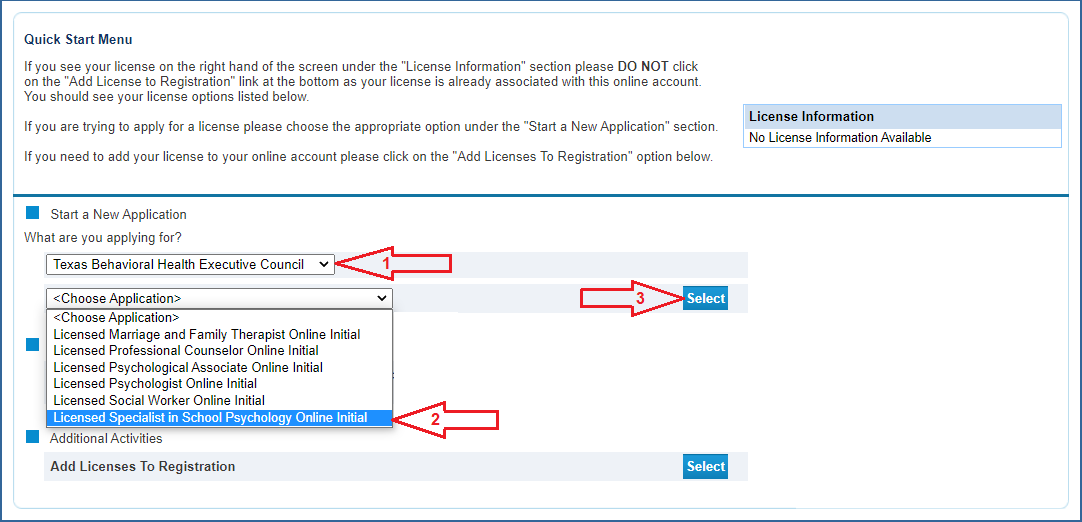 Quick Start Menu
If you see your license on the right hand of the screen under the "License Information" section please DO NOT click
on the "Add License to Registration" link at the bottom as your license is already associated with this online account.
You should see your license options listed below.
If you are trying to apply for a license please choose the appropriate option under the "Start a New Application" section.
If you need to add your license to your online account please click on the "Add Licenses To Registration" option below.
License Information
No License Information Available
Start a New Application
What are you applying for?
Texas Behavioral Health Executive Council
1
<Choose Application>
3
Select
<Choose Application>
Licensed Marriage and Family Therapist Online Initial
Licensed Professional Counselor Online Initial
Licensed Psychological Associate Online Initial
Licensed Psychologist Online Initial
Licensed Social Worker Online Initial
Licensed Specialist in School Psychology Online Initial
2
Additional Activities
Add Licenses To Registration
Select